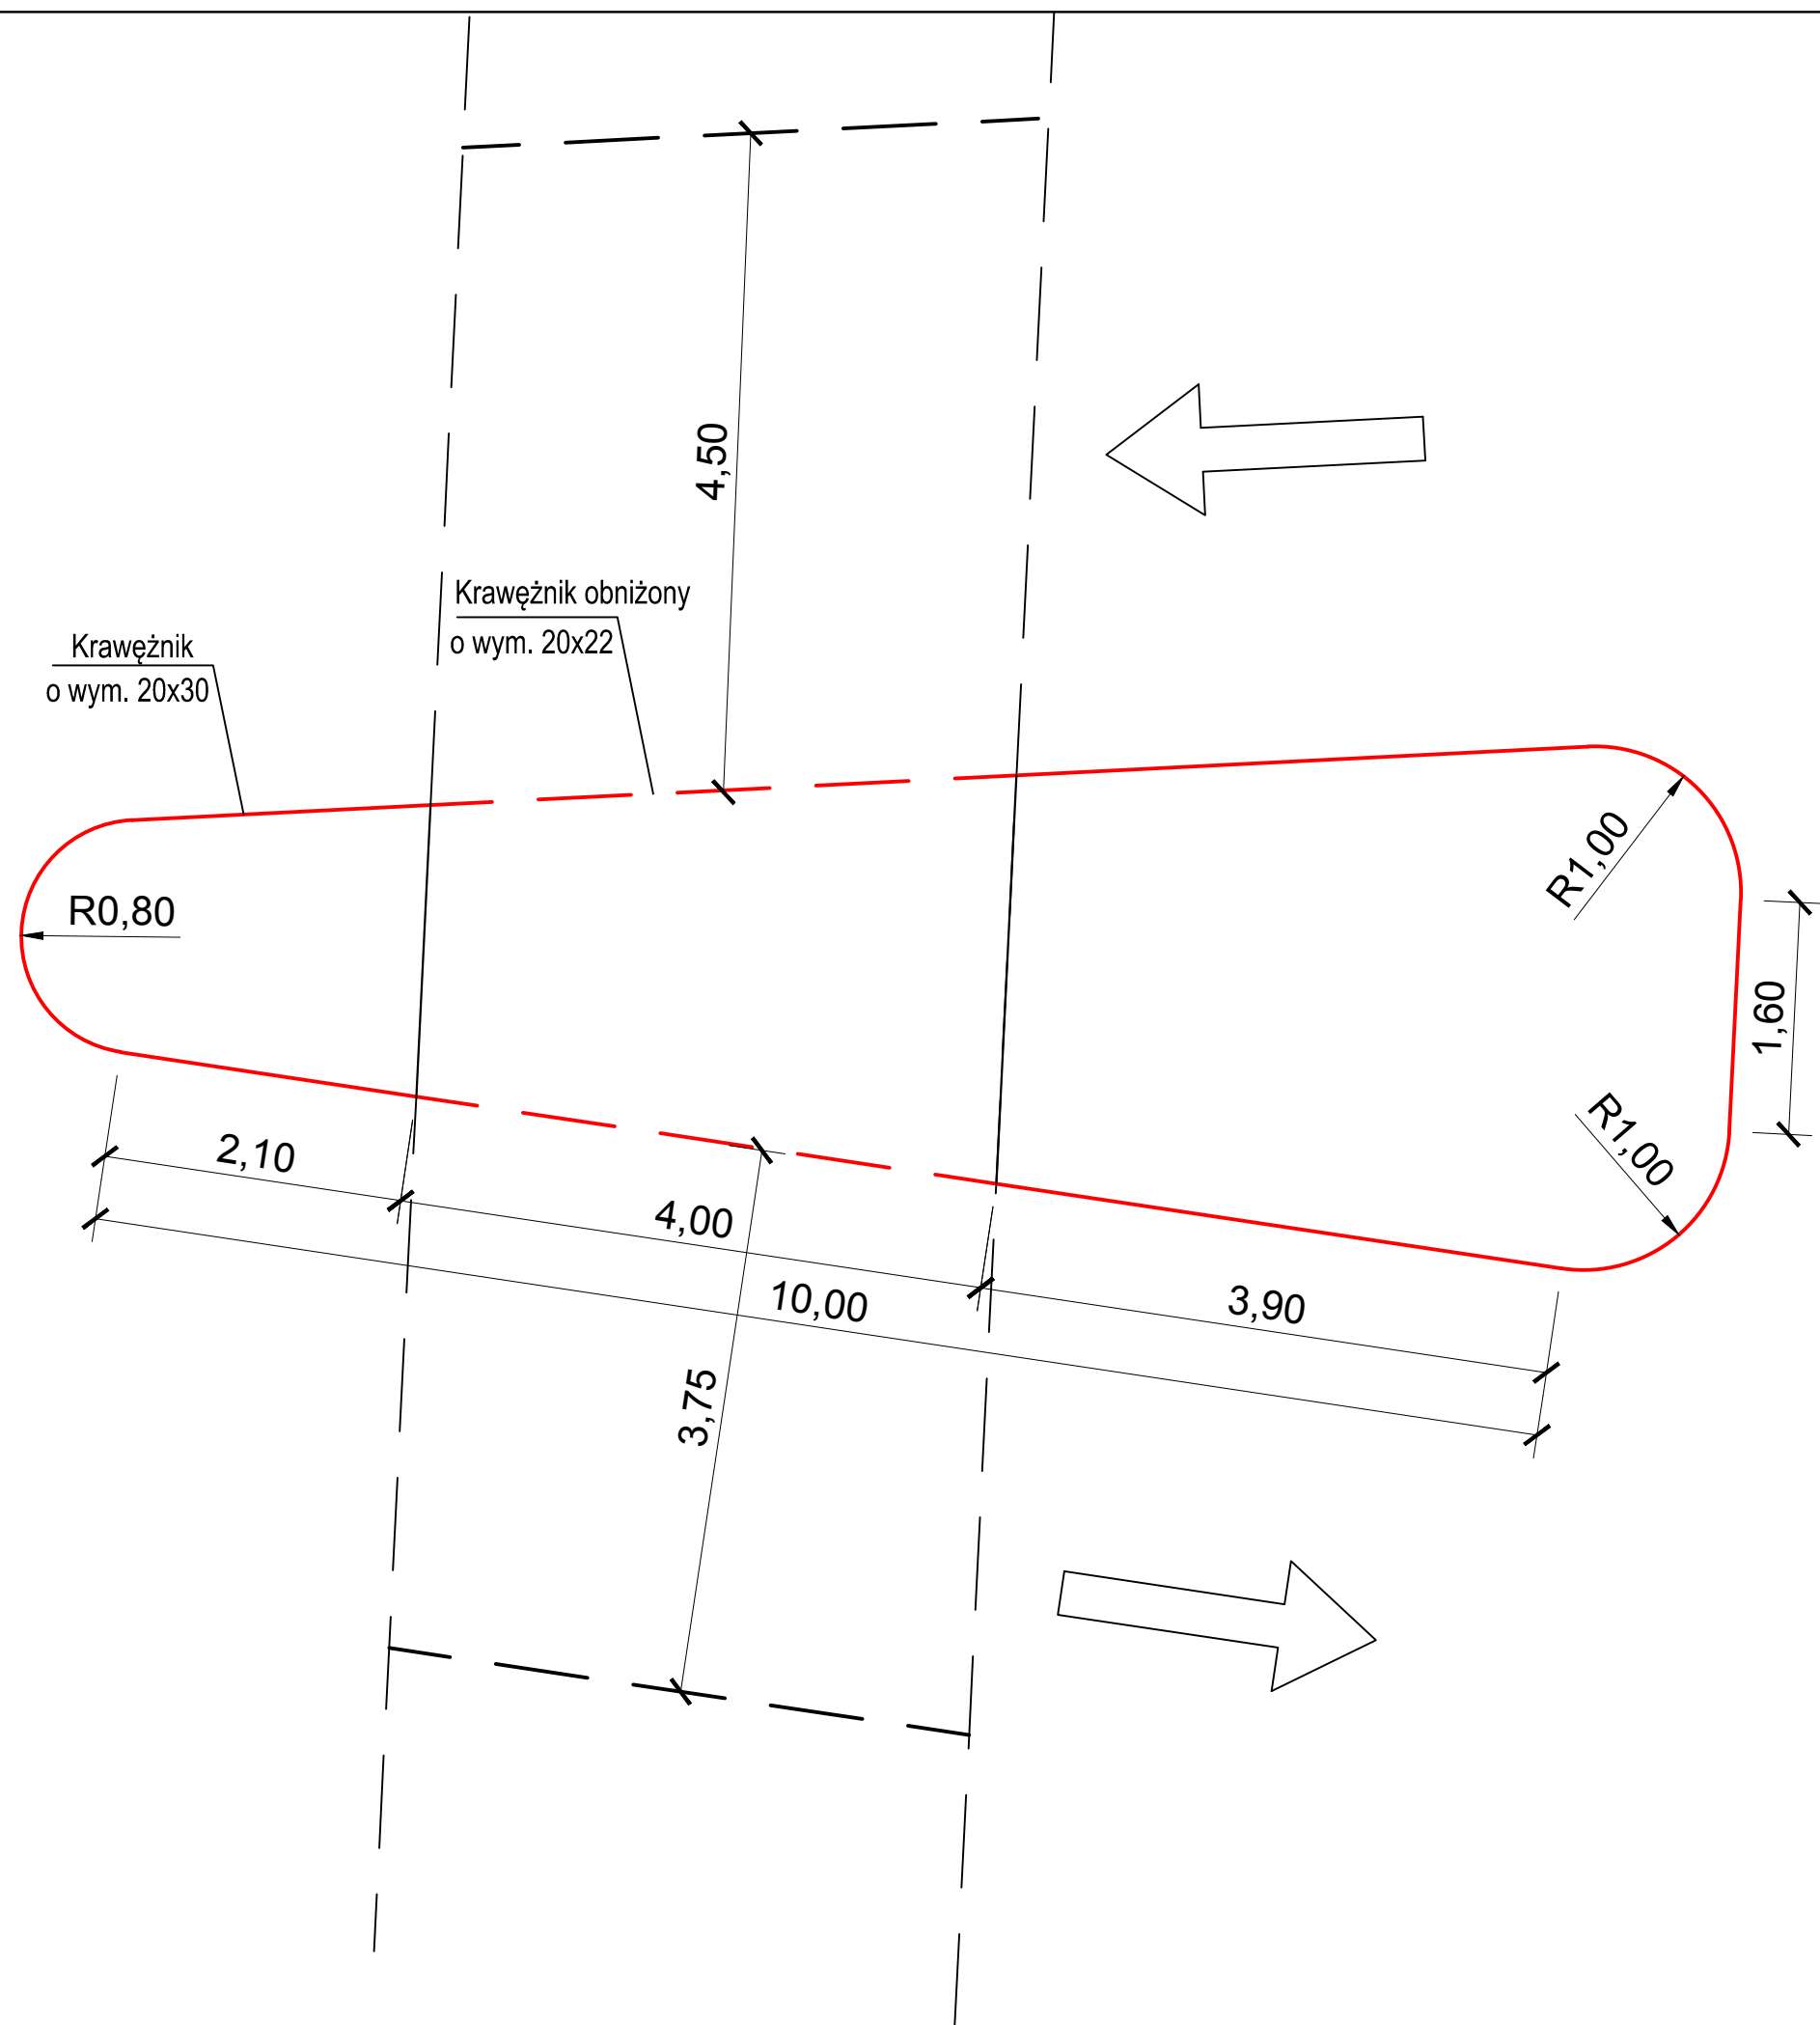 4,50
Krawężnik obniżony
o wym. 20x22
Krawężnik
o wym. 20x30
R1,00
R0,80
1,60
R1,00
2,10
4,00
10,00
3,90
3,75